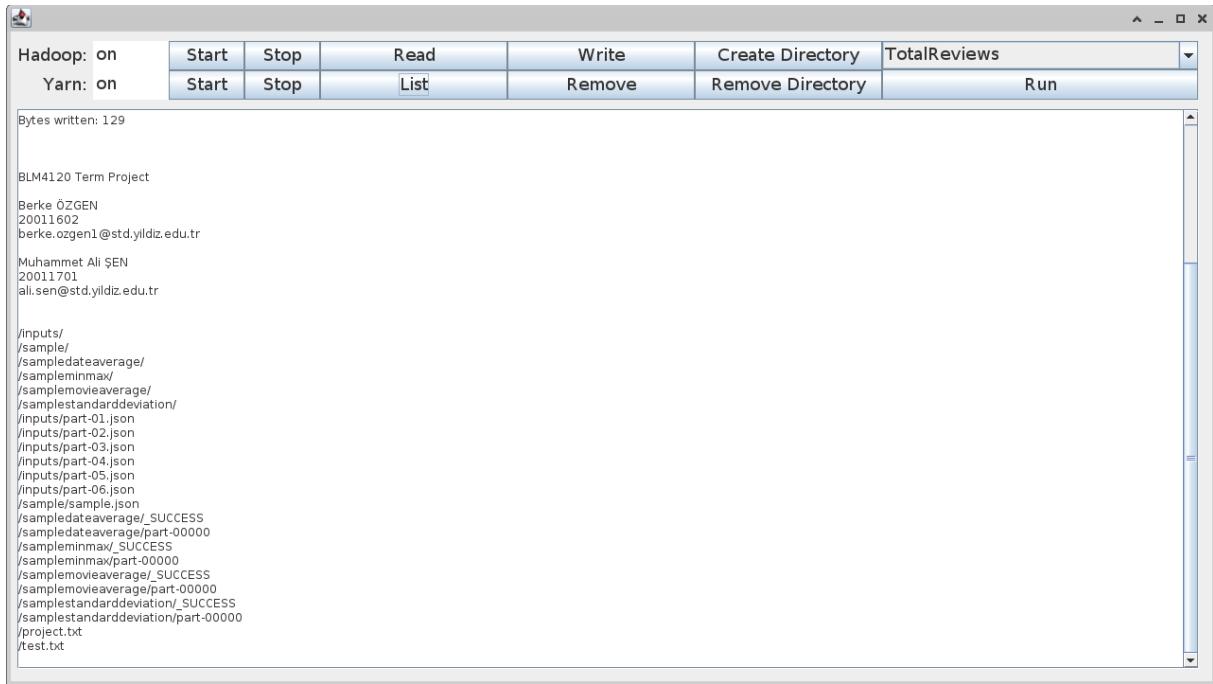 Hadoop: on Start Stop Read Write Create Directory TotalReviews
Yarn: on Start Stop List Remove Remove Directory Run
Bytes written: 129
BLM4120 Term Project
Berke ÖZGEN
20011602
berke.ozgen1@std.yildiz.edu.tr
Muhammet Ali ŞEN
20011701
ali.sen@std.yildiz.edu.tr
/inputs/
/sample/
/sampledateaverage/
/sampleminmax/
/samplemovieaverage/
/samplestandarddeviation/
/inputs/part-01.json
/inputs/part-02.json
/inputs/part-03.json
/inputs/part-04.json
/inputs/part-05.json
/inputs/part-06.json
/sample/sample.json
/sampledateaverage/_SUCCESS
/sampledateaverage/part-00000
/sampleminmax/_SUCCESS
/sampleminmax/part-00000
/samplemovieaverage/_SUCCESS
/samplemovieaverage/part-00000
/samplestandarddeviation/_SUCCESS
/samplestandarddeviation/part-00000
/project.txt
/test.txt